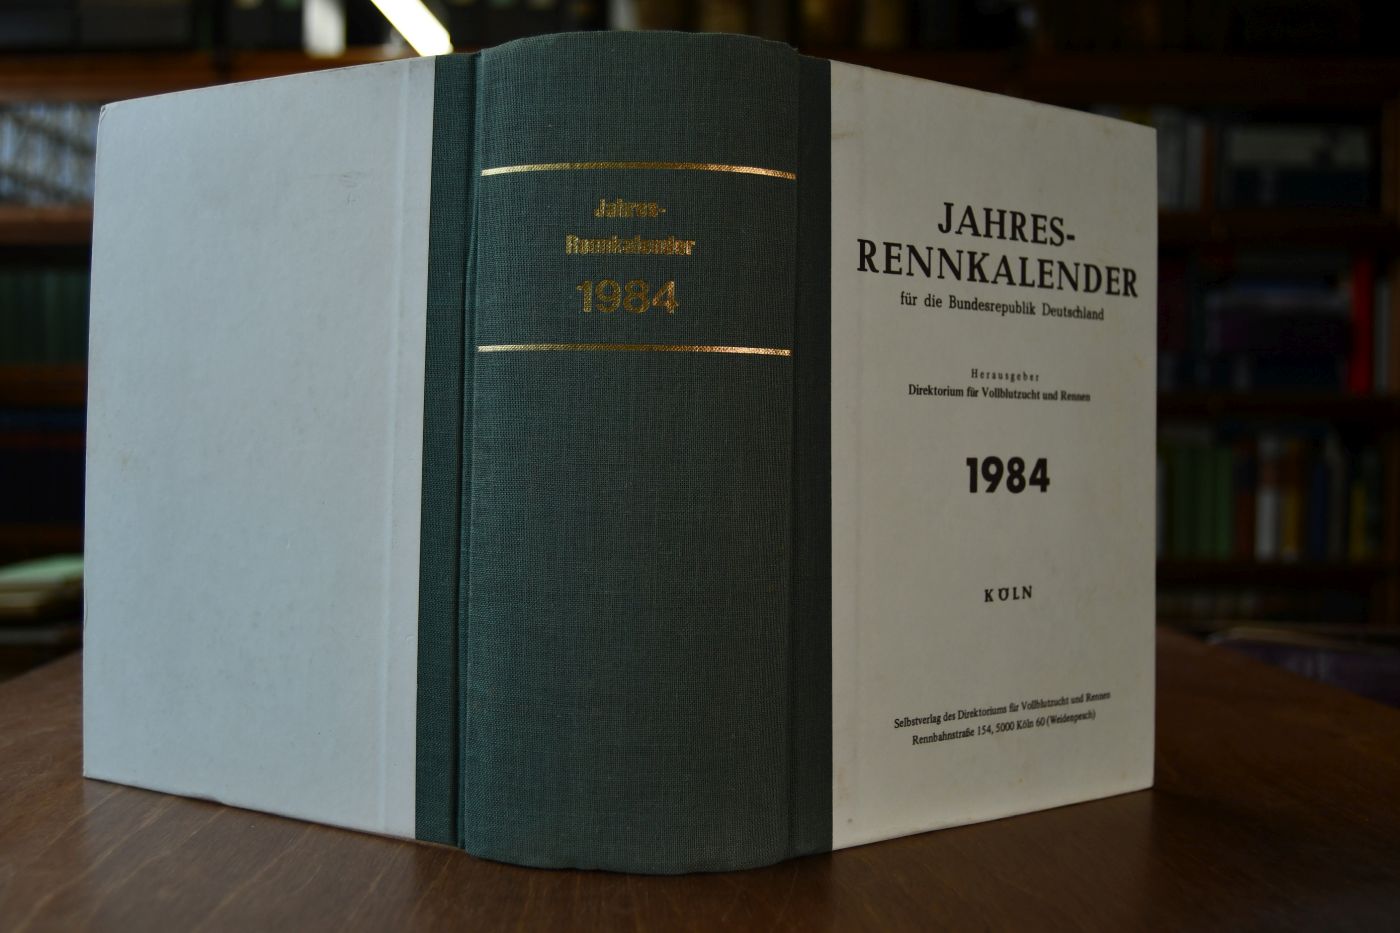 Jahres-
Rennkalender
1984
JAHRES-
RENNKALENDER
für die Bundesrepublik Deutschland
Herausgeber
Direktorium für Vollblutzucht und Rennen
1984
KÖLN
Selbstverlag des Direktoriums für Vollblutzucht und Rennen
Rennbahnstraße 154, 5000 Köln 60 (Weidenpesch)